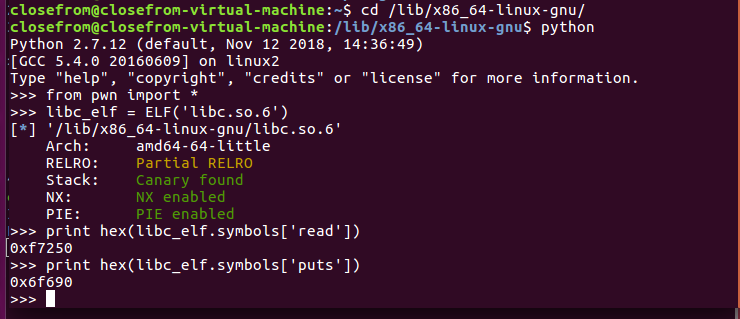 closefrom@closefrom-virtual-machine:~$ cd /lib/x86_64-linux-gnu/
closefrom@closefrom-virtual-machine:/lib/x86_64-linux-gnu$ python
Python 2.7.12 (default, Nov 12 2018, 14:36:49)
[GCC 5.4.0 20160609] on linux2
Type "help", "copyright", "credits" or "license" for more information.
>>> from pwn import *
>>> libc_elf = ELF('libc.so.6')
[*] '/lib/x86_64-linux-gnu/libc.so.6'
    Arch:     amd64-64-little
    RELRO:    Partial RELRO
    Stack:    Canary found
    NX:       NX enabled
    PIE:      PIE enabled
>>> print hex(libc_elf.symbols['read'])
0xf7250
>>> print hex(libc_elf.symbols['puts'])
0x6f690
>>>